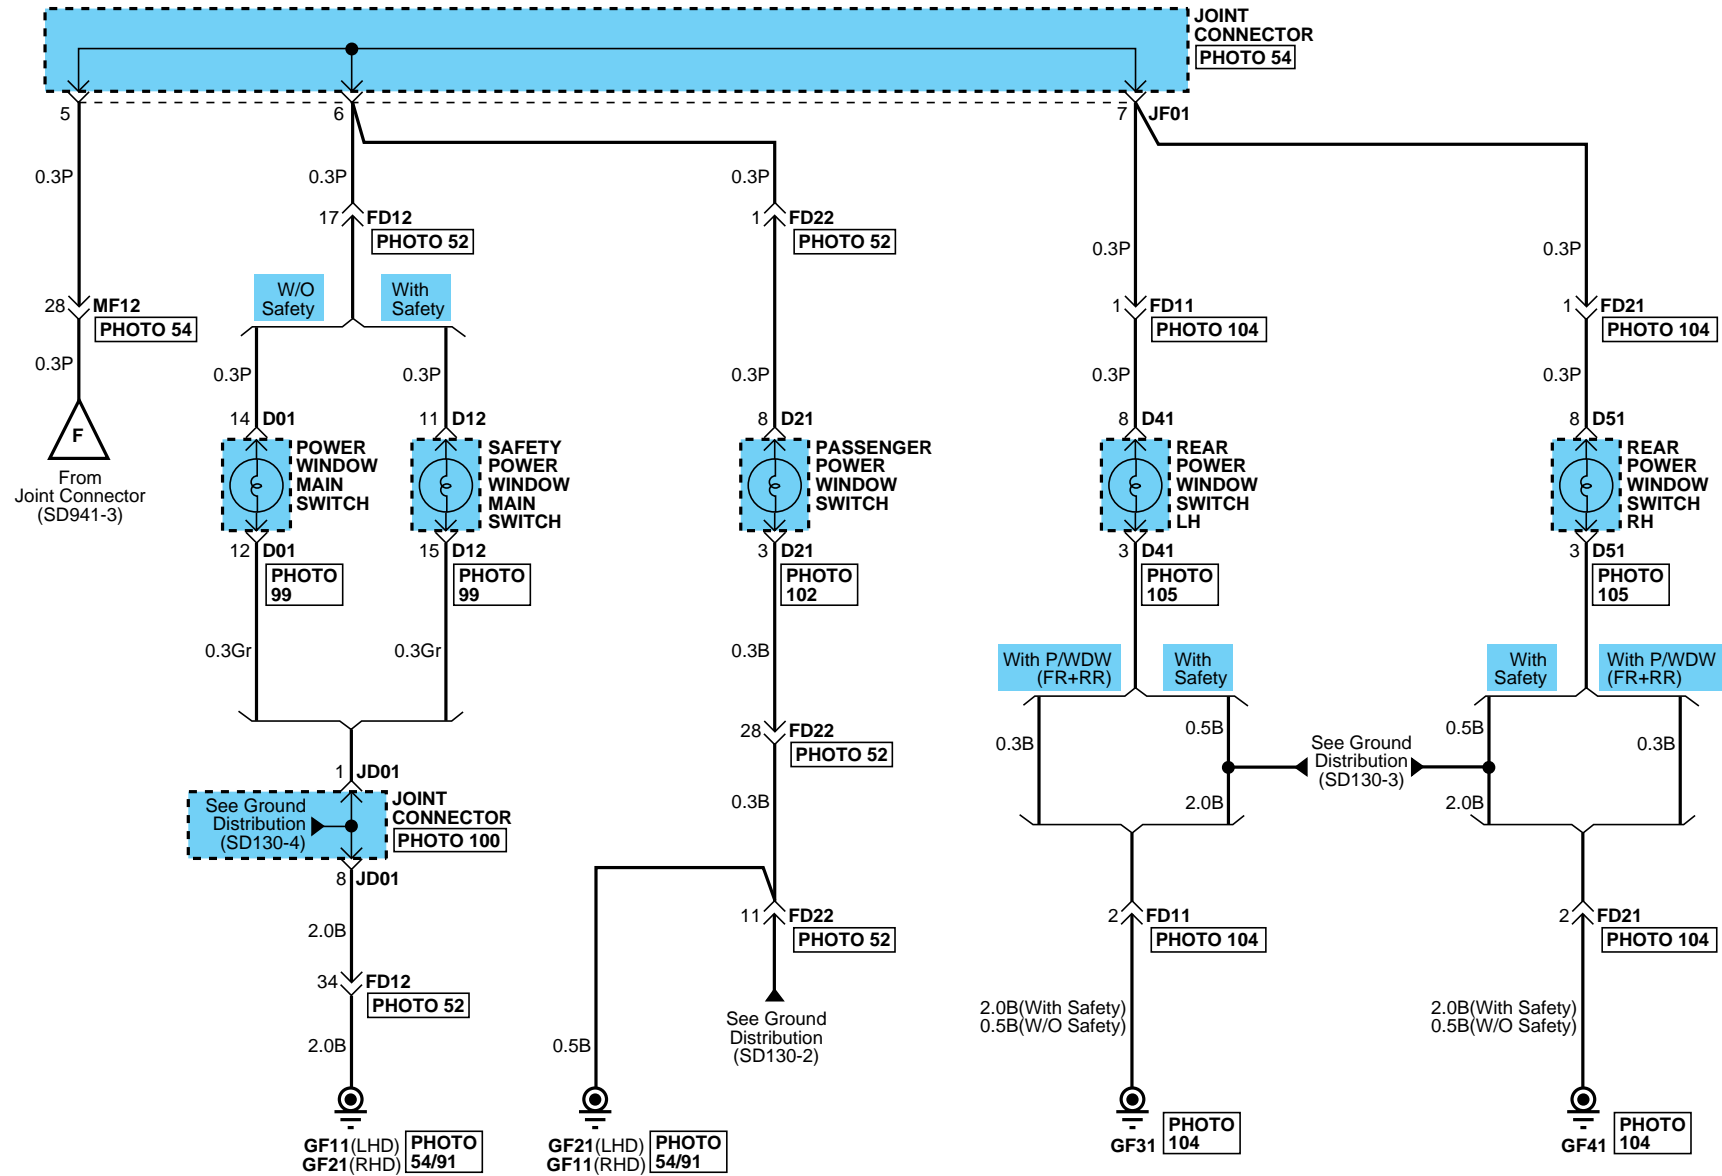 JOINT
CONNECTOR
PHOTO 54
5
6
7
JF01
0.3P
0.3P
0.3P
17
FD12
PHOTO 52
1
FD22
PHOTO 52
0.3P
0.3P
W/O
Safety
With
Safety
28
MF12
PHOTO 54
1
FD11
PHOTO 104
1
FD21
PHOTO 104
0.3P
0.3P
0.3P
0.3P
0.3P
0.3P
14
D01
11
D12
8
D21
8
D41
8
D51
F
From
Joint Connector
(SD941-3)
POWER
WINDOW
MAIN
SWITCH
SAFETY
POWER
WINDOW
MAIN
SWITCH
PASSENGER
POWER
WINDOW
SWITCH
REAR
POWER
WINDOW
SWITCH
LH
REAR
POWER
WINDOW
SWITCH
RH
12
D01
PHOTO
99
15
D12
PHOTO
99
3
D21
PHOTO
102
3
D41
PHOTO
105
3
D51
PHOTO
105
0.3Gr
0.3Gr
0.3B
With P/WDW
(FR+RR)
With
Safety
With
Safety
With P/WDW
(FR+RR)
28
FD22
PHOTO 52
0.3B
0.5B
See Ground
Distribution
(SD130-3)
0.5B
0.3B
1
JD01
See Ground
Distribution
(SD130-4)
JOINT
CONNECTOR
PHOTO 100
0.3B
2.0B
2.0B
8
JD01
11
FD22
PHOTO 52
2
FD11
PHOTO 104
2
FD21
PHOTO 104
2.0B
34
FD12
PHOTO 52
See Ground
Distribution
(SD130-2)
2.0B(With Safety)
0.5B(W/O Safety)
2.0B(With Safety)
0.5B(W/O Safety)
2.0B
0.5B
GF11(LHD)
GF21(RHD)
PHOTO
54/91
GF21(LHD)
GF11(RHD)
PHOTO
54/91
GF31
PHOTO
104
GF41
PHOTO
104